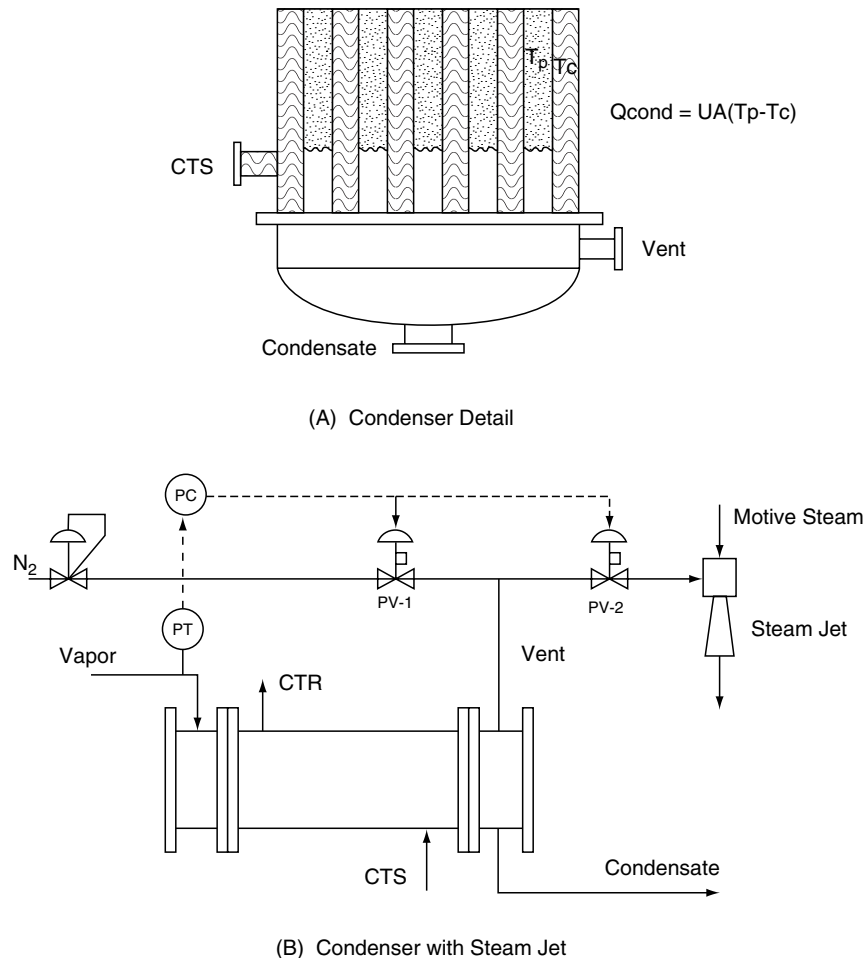 Tp Tc
Qcond = UA(Tp-Tc)
CTS
Vent
Condensate
(A) Condenser Detail
PC
Motive Steam
N2
PV-1
PV-2
PT
Steam Jet
Vapor
Vent
CTR
CTS
Condensate
(B) Condenser with Steam Jet